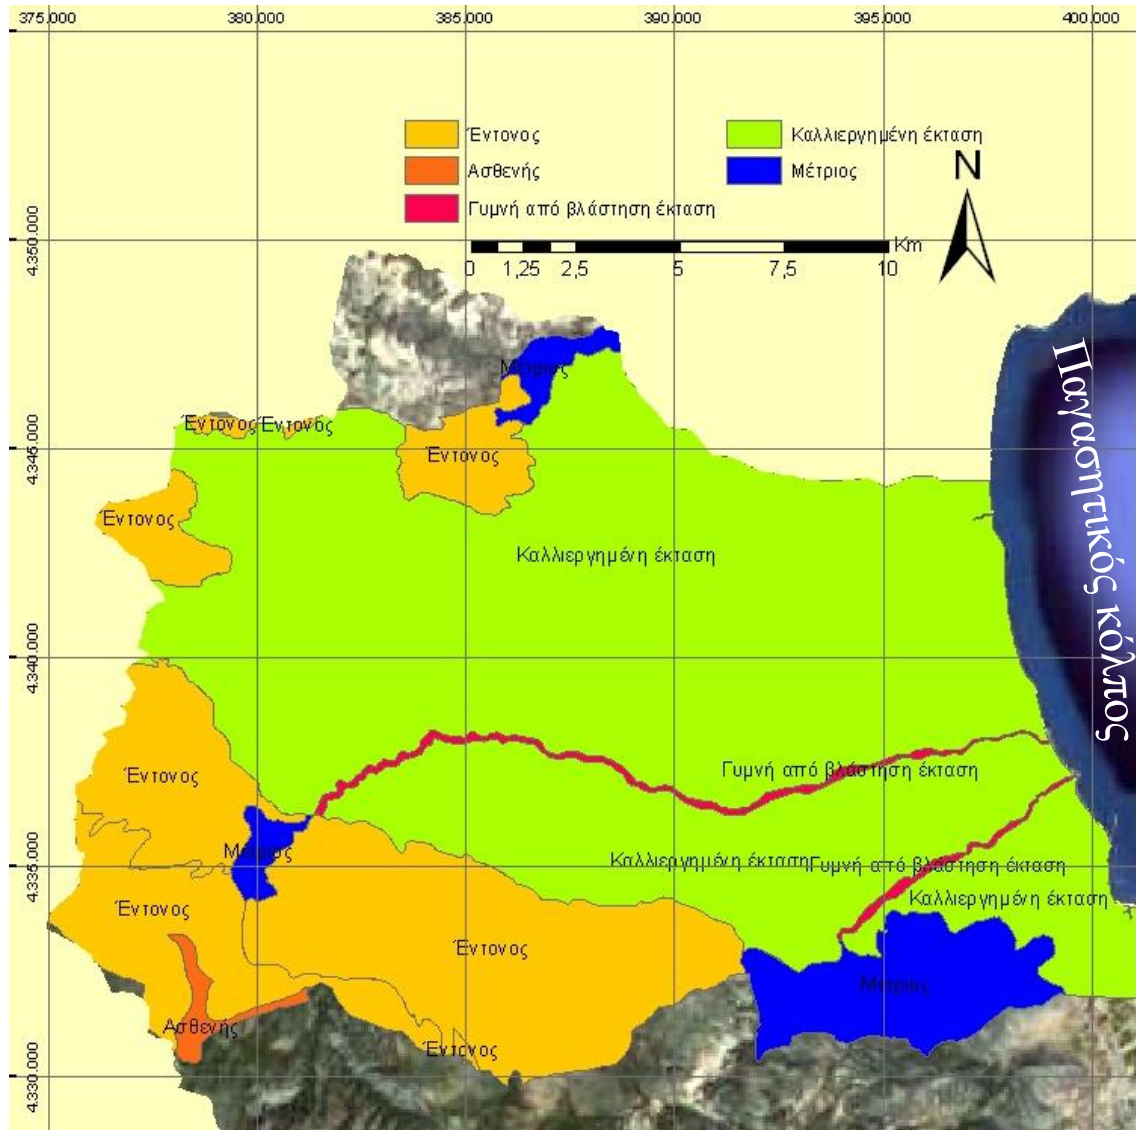 375.000 380.000 385.000 390.000 395.000 400.000
Έντονος
Ασθενής
Γυμνή από βλάστηση έκταση
Καλλιεργημένη έκταση
Μέτριος
N
Km
0 1,25 2,5 5 7,5 10
4.350.000
4.345.000
4.340.000
4.335.000
4.330.000
Μέτριος
Έντονος
Έντονος
Έντονος
Έντονος
Καλλιεργημένη έκταση
Παγασητικός κόλπος
Έντονος
Γυμνή από βλάστηση έκταση
Μέτριος
Καλλιεργημένη έκταση
Γυμνή από βλάστηση έκταση
Καλλιεργημένη έκταση
Έντονος
Έντονος
Μέτριος
Ασθενής
Έντονος